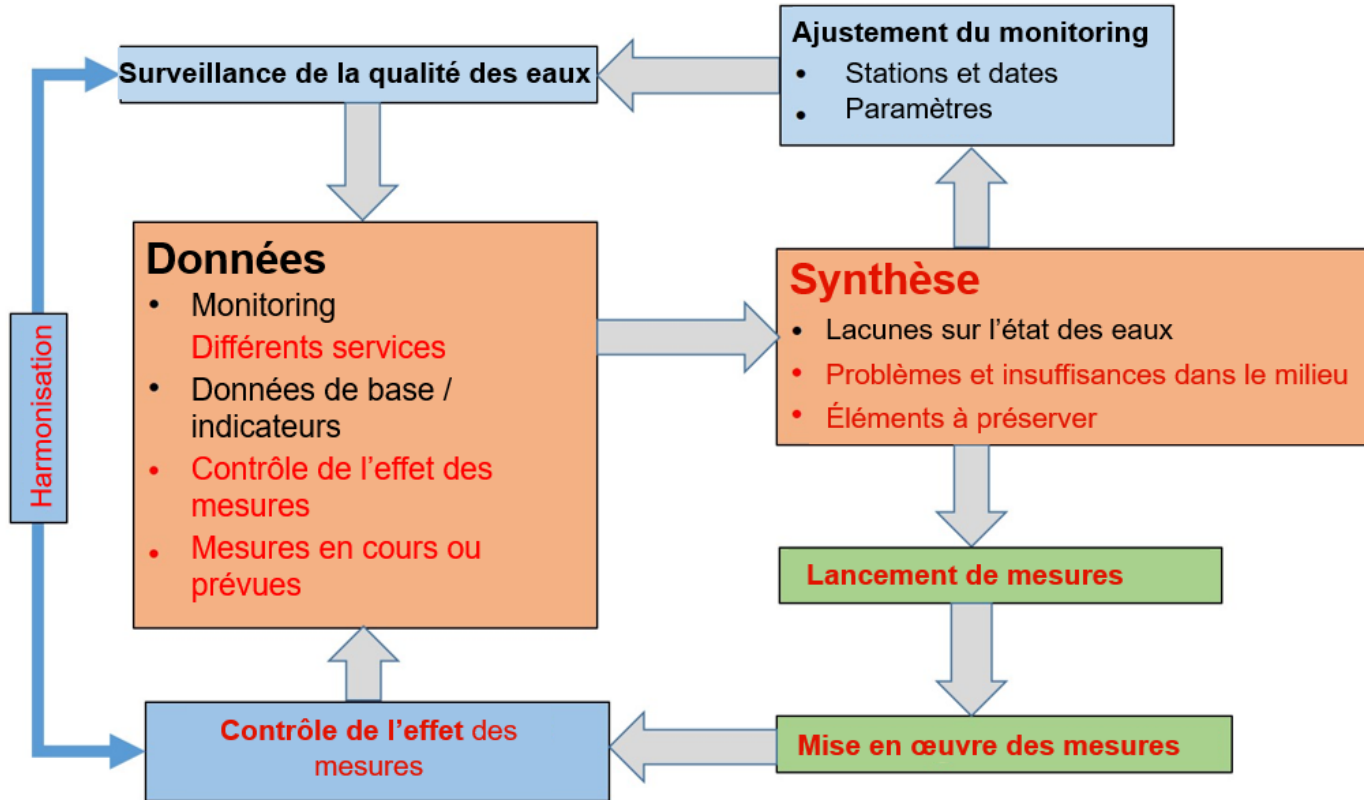 Surveillance de la qualité des eaux
Ajustement du monitoring
• Stations et dates
• Paramètres
Harmonisation
Données
• Monitoring
Différents services
• Données de base /
indicateurs
• Contrôle de l’effet des
mesures
• Mesures en cours ou
prévues
Synthèse
• Lacunes sur l’état des eaux
• Problèmes et insuffisances dans le milieu
• Éléments à préserver
Lancement de mesures
Contrôle de l’effet des
mesures
Mise en œuvre des mesures